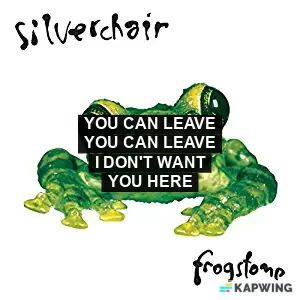 silverchair
YOU CAN LEAVE
YOU CAN LEAVE
I DON'T WANT
YOU HERE
frogstomp
KAPWING